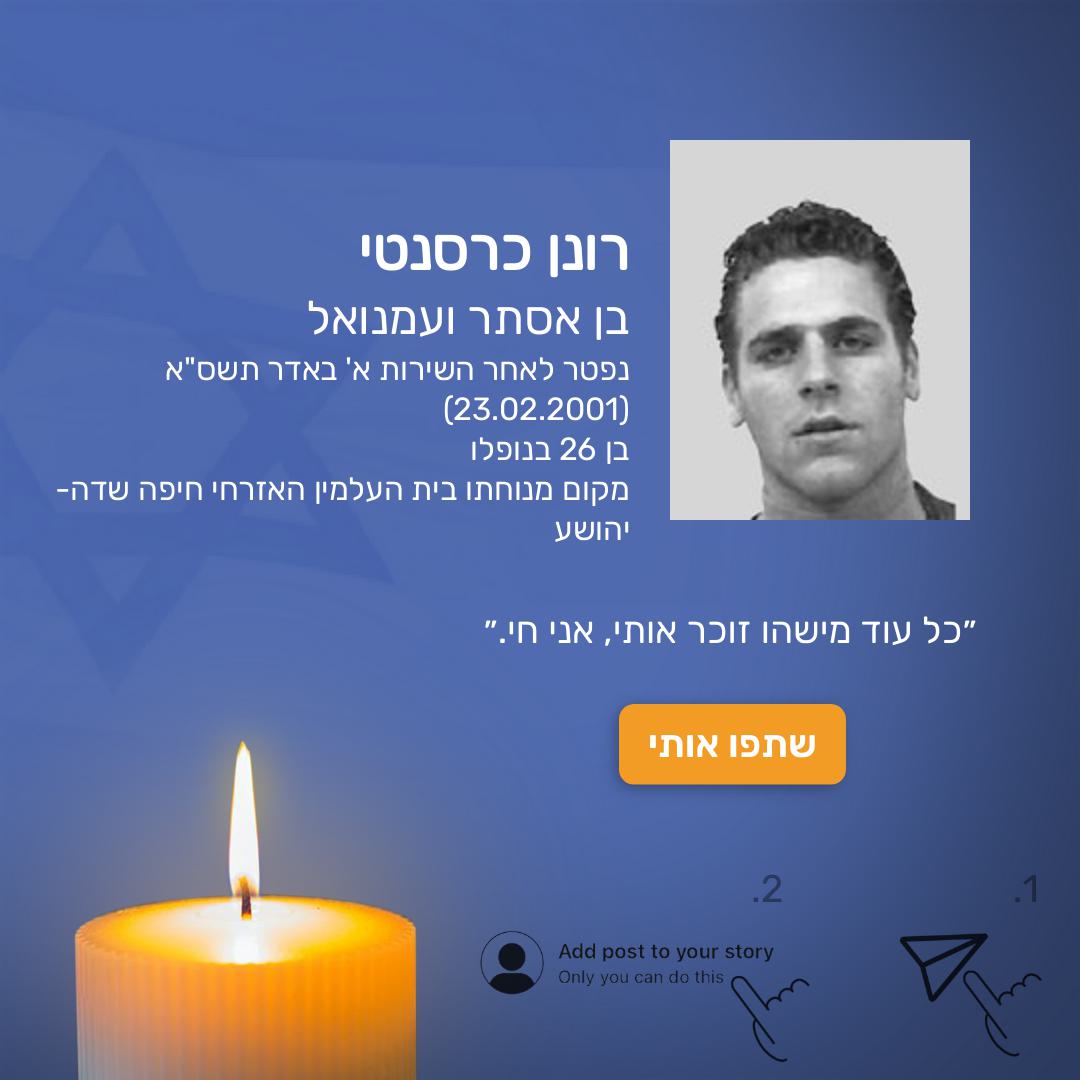 רונן כרסנטי
בן אסתר ועמנואל
נפטר לאחר השירות א' באדר תשס"א
(23.02.2001)
בן 26 בנופלו
מקום מנוחתו בית העלמין האזרחי חיפה שדה-
יהושע
״כל עוד מישהו זוכר אותי, אני חי.״
שתפו אותי
1.
2.
Add post to your story
Only you can do this